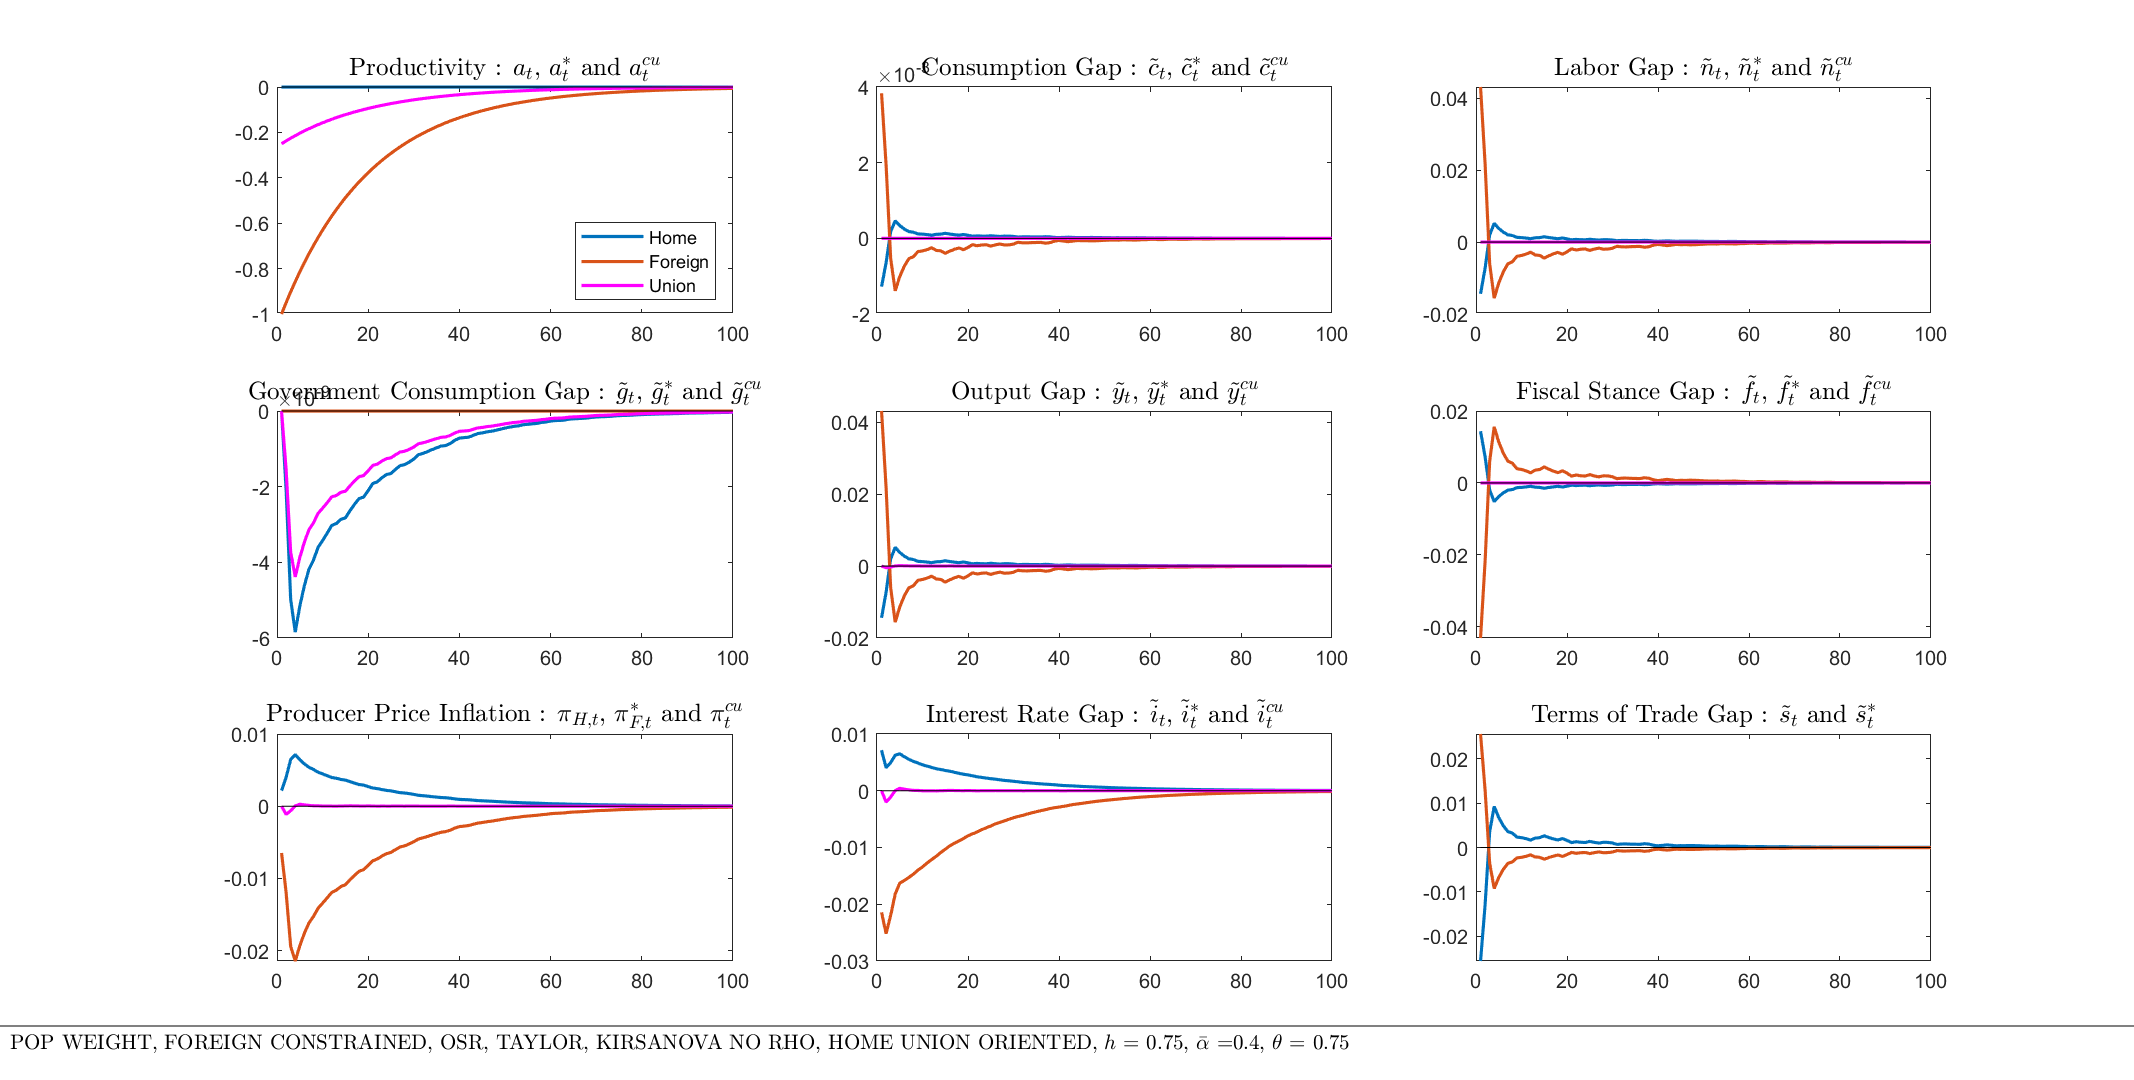 Productivity : a_t, a_t^* and a_t^{cu}
0
-0.2
-0.4
-0.6
-0.8
-1
0 20 40 60 80 100
Home
Foreign
Union
Consumption Gap : c̃_t, c̃_t^* and c̃_t^{cu}
4
2
0
-2
0 20 40 60 80 100
Labor Gap : ñ_t, ñ_t^* and ñ_t^{cu}
0.04
0.02
0
-0.02
0 20 40 60 80 100
Government Consumption Gap : g̃_t, g̃_t^* and g̃_t^{cu}
0
-2
-4
-6
0 20 40 60 80 100
Output Gap : ỹ_t, ỹ_t^* and ỹ_t^{cu}
0.04
0.02
0
-0.02
0 20 40 60 80 100
Fiscal Stance Gap : f̃_t, f̃_t^* and f̃_t^{cu}
0.02
0
-0.02
-0.04
0 20 40 60 80 100
Producer Price Inflation : π_{H,t}, π_{F,t}^* and π_t^{cu}
0.01
0
-0.01
-0.02
0 20 40 60 80 100
Interest Rate Gap : ĩ_t, ĩ_t^* and ĩ_t^{cu}
0.01
0
-0.01
-0.02
-0.03
0 20 40 60 80 100
Terms of Trade Gap : s̃_t and s̃_t^*
0.02
0.01
0
-0.01
-0.02
0 20 40 60 80 100
POP WEIGHT, FOREIGN CONSTRAINED, OSR, TAYLOR, KIRSANOVA NO RHO, HOME UNION ORIENTED, h = 0.75, ᾱ =0.4, θ = 0.75